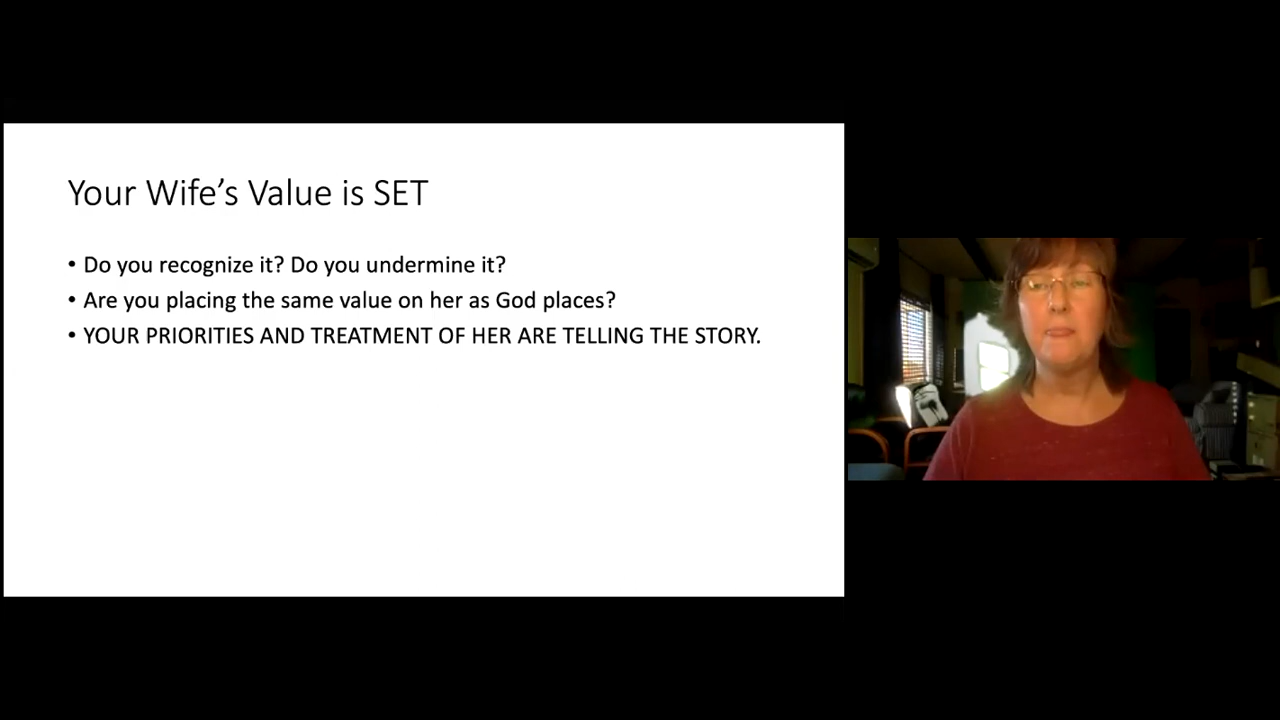 Your Wife’s Value is SET
• Do you recognize it? Do you undermine it?
• Are you placing the same value on her as God places?
• YOUR PRIORITIES AND TREATMENT OF HER ARE TELLING THE STORY.